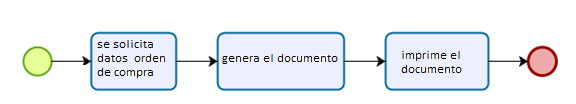 se solicita
datos orden
de compra
genera el documento
imprime el
documento